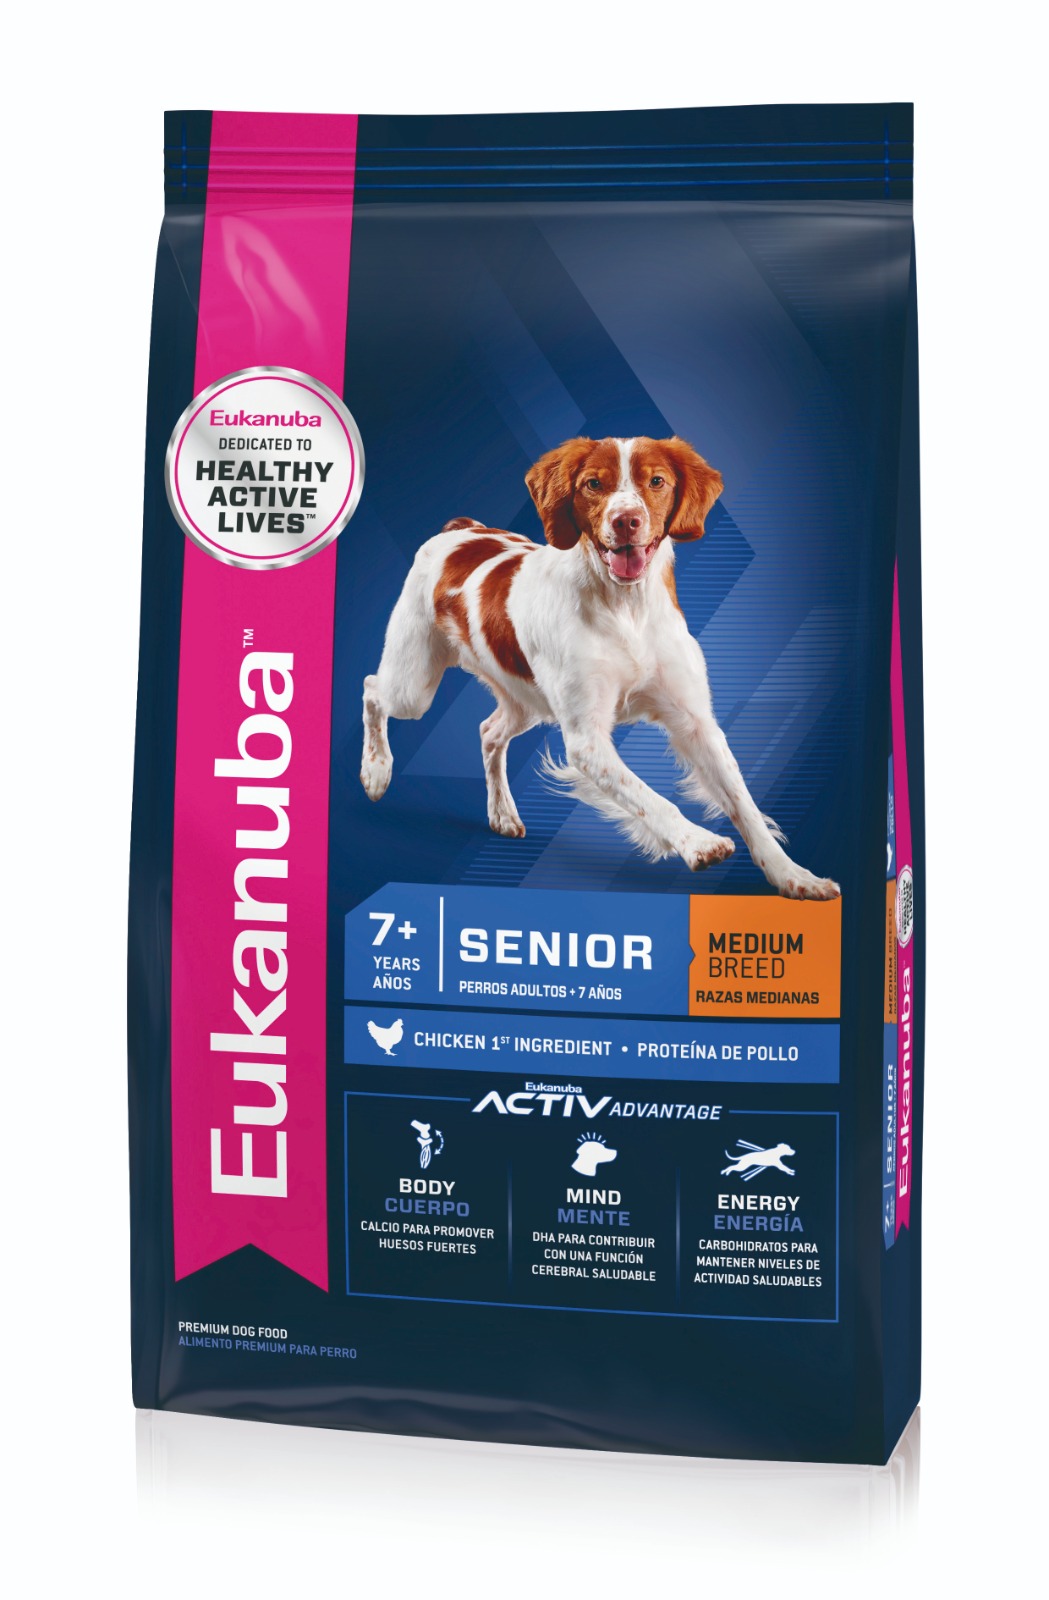 Eukanuba
DEDICATED TO
HEALTHY
ACTIVE
LIVES™
Eukanuba™
7+
YEARS
AÑOS
SENIOR
PERROS ADULTOS + 7 AÑOS
MEDIUM
BREED
RAZAS MEDIANAS
CHICKEN 1ST INGREDIENT • PROTEÍNA DE POLLO
Eukanuba
ACTIV ADVANTAGE
BODY
CUERPO
CALCIO PARA PROMOVER
HUESOS FUERTES
MIND
MENTE
DHA PARA CONTRIBUIR
CON UNA FUNCIÓN
CEREBRAL SALUDABLE
ENERGY
ENERGÍA
CARBOHIDRATOS PARA
MANTENER NIVELES DE
ACTIVIDAD SALUDABLES
PREMIUM DOG FOOD
ALIMENTO PREMIUM PARA PERRO
Eukanuba
7+
SENIOR
MEDIUM BREED